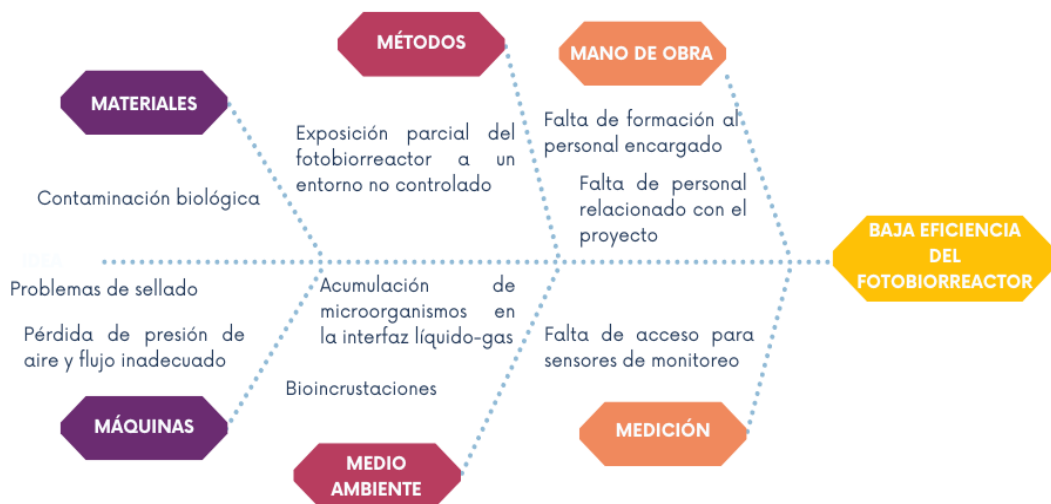 MÉTODOS
MANO DE OBRA
MATERIALES
Exposición parcial del
fotobiorreactor a un
entorno no controlado
Falta de formación al
personal encargado
Contaminación biológica
Falta de personal
relacionado con el
proyecto
BAJA EFICIENCIA
DEL
FOTOBIORREACTOR
Problemas de sellado
Pérdida de presión de
aire y flujo inadecuado
Acumulación de
microorganismos en
la interfaz líquido-gas
Bioincrustaciones
Falta de acceso para
sensores de monitoreo
MÁQUINAS
MEDIO
AMBIENTE
MEDICIÓN